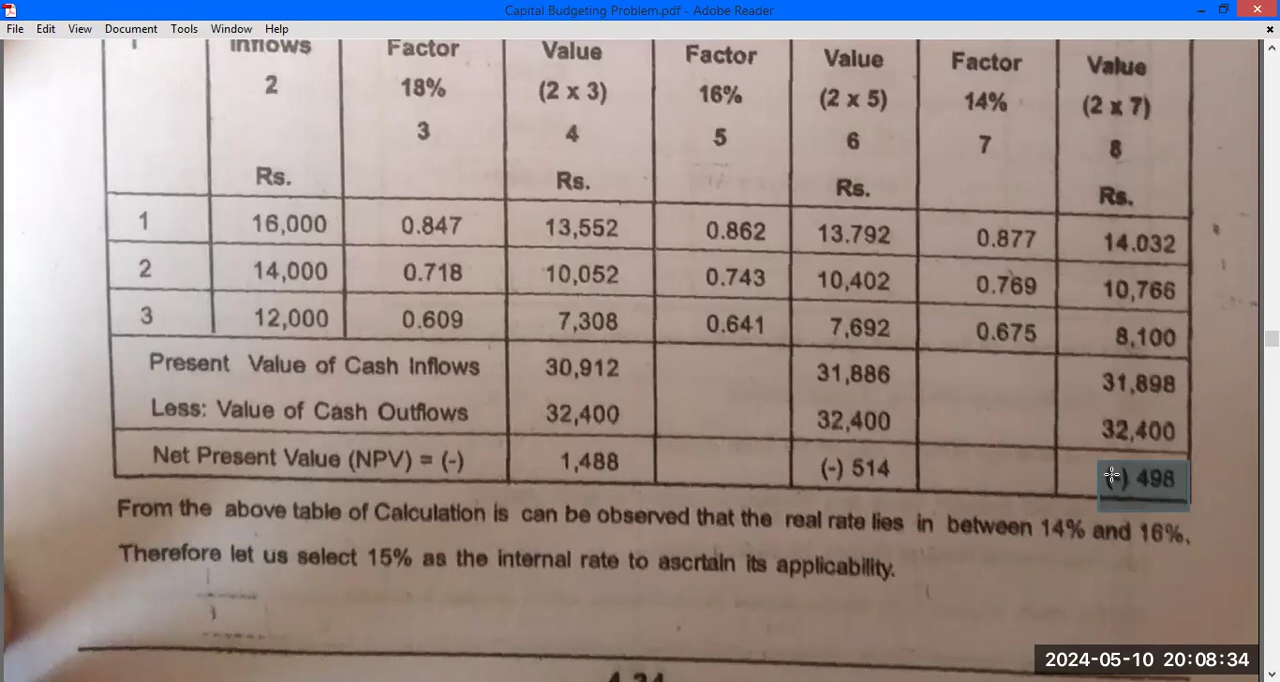 Capital Budgeting Problem.pdf - Adobe Reader
File Edit View Document Tools Window Help
Inflows Factor Value Factor Value Factor Value
2 18% (2 x 3) 16% (2 x 5) 14% (2 x 7)
3 4 5 6 7 8
Rs. Rs. Rs. Rs.
1 16,000 0.847 13,552 0.862 13.792 0.877 14.032
2 14,000 0.718 10,052 0.743 10,402 0.769 10,766
3 12,000 0.609 7,308 0.641 7,692 0.675 8,100
Present Value of Cash Inflows 30,912 31,886 31,898
Less: Value of Cash Outflows 32,400 32,400 32,400
Net Present Value (NPV) = (-) 1,488 (-) 514 (-) 498
From the above table of Calculation is can be observed that the real rate lies in between 14% and 16%.
Therefore let us select 15% as the internal rate to ascrtain its applicability.
2024-05-10 20:08:34